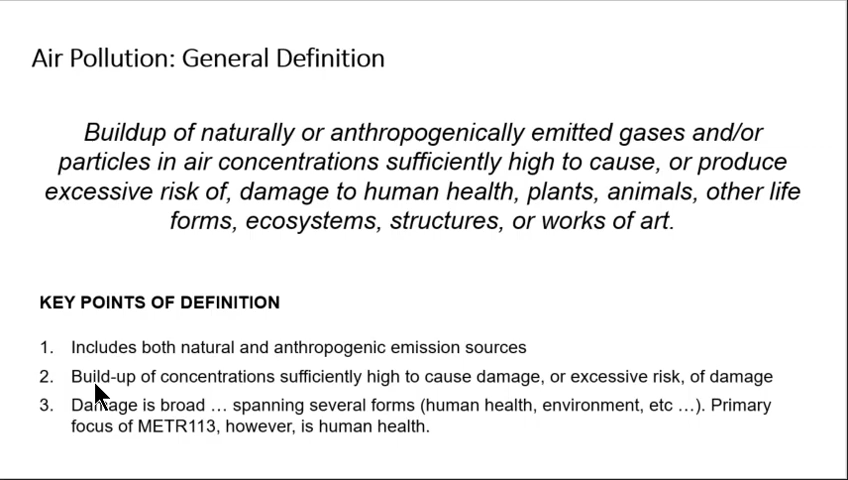 Air Pollution: General Definition
Buildup of naturally or anthropogenically emitted gases and/or
particles in air concentrations sufficiently high to cause, or produce
excessive risk of, damage to human health, plants, animals, other life
forms, ecosystems, structures, or works of art.
KEY POINTS OF DEFINITION
1. Includes both natural and anthropogenic emission sources
2. Build-up of concentrations sufficiently high to cause damage, or excessive risk, of damage
3. Damage is broad … spanning several forms (human health, environment, etc …). Primary
focus of METR113, however, is human health.